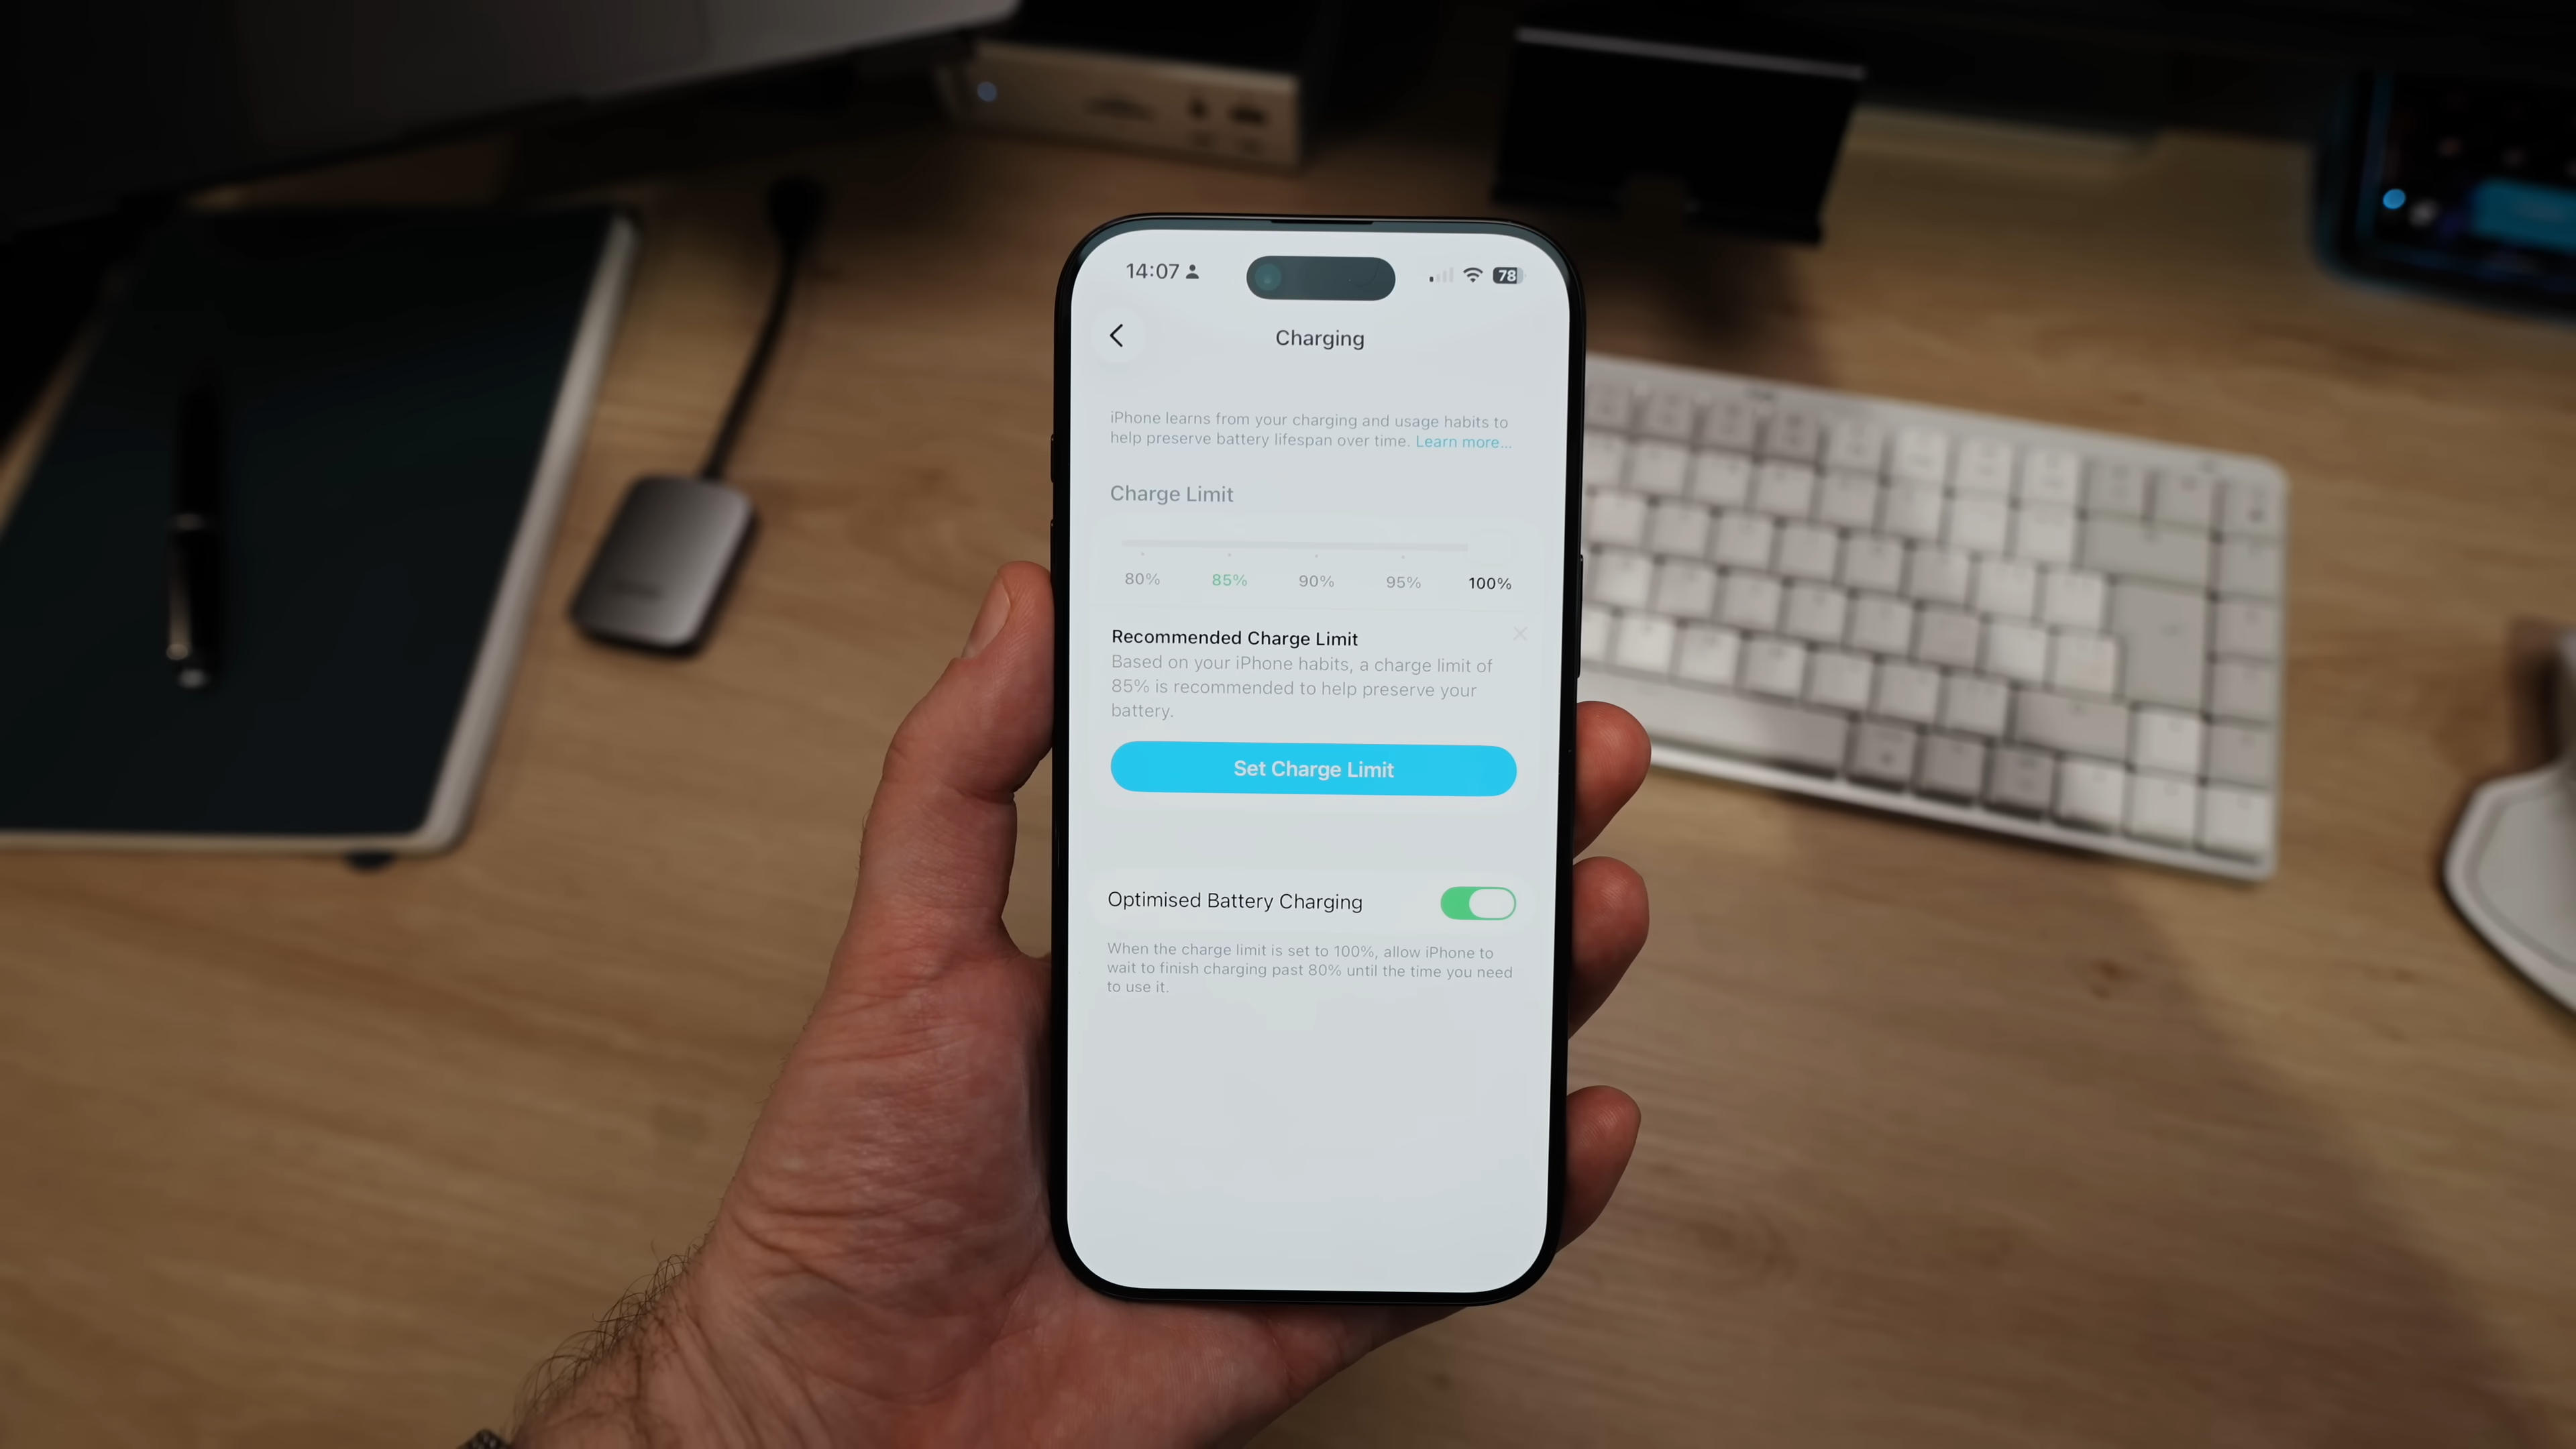 14:07
78
Charging
iPhone learns from your charging and usage habits to
help preserve battery lifespan over time. Learn more...
Charge Limit
80% 85% 90% 95% 100%
Recommended Charge Limit
Based on your iPhone habits, a charge limit of
85% is recommended to help preserve your
battery.
Set Charge Limit
Optimised Battery Charging
When the charge limit is set to 100%, allow iPhone to
wait to finish charging past 80% until the time you need
to use it.